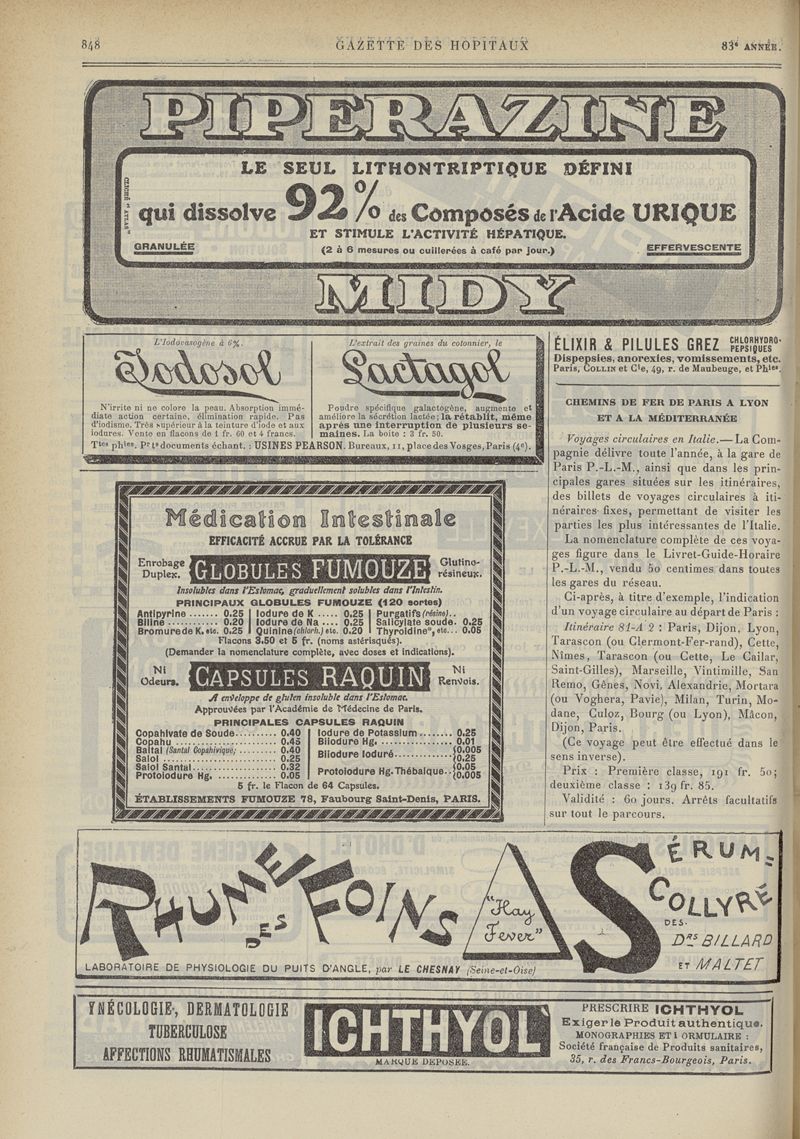 848
GAZETTE DES HOPITAUX
83e ANNÉE.
PIPERAZINE
LE SEUL LITHONTRIPTIQUE DÉFINI
qui dissolve 92% des Composés de l'Acide URIQUE
ET STIMULE L'ACTIVITÉ HÉPATIQUE.
GRANULÉE
(2 à 6 mesures ou cuillerées à café par jour.)
EFFERVESCENTE
MIDY
L'Iodovasogène à 6%.
Iodosol
N'irrite ni ne colore la peau. Absorption immé-
diate action certaine, élimination rapide. Pas
d'iodisme. Très supérieur à la teinture d'iode et aux
iodures. Vente en flacons de 1 fr. 60 et 4 francs.
L'extrait des graines du cotonnier, le
Lactagol
Poudre spécifique galactogène, augmente et
améliore la sécrétion lactée; la rétablit, même
après une interruption de plusieurs se-
maines. La boite : 3 fr. 50.
Ttes phies. Pr ts documents échant. : USINES PEARSON. Bureaux, 11, place des Vosges, Paris (4e).
ÉLIXIR & PILULES GREZ CHLORHYDRO-
PEPSIQUES
Dispepsies, anorexies, vomissements, etc.
Paris, COLLIN et Cie, 49, r. de Maubeuge, et Phies.
Médication Intestinale
EFFICACITÉ ACCRUE PAR LA TOLÉRANCE
Enrobage
Duplex.
GLOBULES FUMOUZE
Glutino-
résineux.
Insolubles dans l'Estomac, graduellement solubles dans l'Intestin.
PRINCIPAUX GLOBULES FUMOUZE (120 sortes)
Antipyrine ....... 0.25 | Iodure de K ..... 0.25 | Purgatifs (résine)..
Biline ........... 0.20 | Iodure de Na .... 0.25 | Salicylate soude. 0.25
Bromure de K, etc. 0.25 | Quinine (chlorh.) etc. 0.20 | Thyroïdine*, etc... 0.05
Flacons 3.50 et 5 fr. (noms astérisqués).
(Demander la nomenclature complète, avec doses et indications).
Ni
Odeurs.
CAPSULES RAQUIN
Ni
Renvois.
A enveloppe de gluten insoluble dans l'Estomac.
Approuvées par l'Académie de Médecine de Paris.
PRINCIPALES CAPSULES RAQUIN
Copahivate de Soude.......... 0.40
Copahu ....................... 0.45
Baital (Santal Copahivique) ....... 0.40
Salol ......................... 0.25
Salol Santal ................... 0.32
Protoiodure Hg. .............. 0.05
Iodure de Potassium ....... 0.25
Biiodure Hg. ................ 0.01
Biiodure Ioduré............. {0.005
{0.25
Protoiodure Hg. Thébaïque.. {0.05
{0.005
5 fr. le Flacon de 64 Capsules.
ÉTABLISSEMENTS FUMOUZE 78, Faubourg Saint-Denis, PARIS.
CHEMINS DE FER DE PARIS A LYON
ET A LA MÉDITERRANÉE
Voyages circulaires en Italie. — La Com-
pagnie délivre toute l'année, à la gare de
Paris P.-L.-M., ainsi que dans les prin-
cipales gares situées sur les itinéraires,
des billets de voyages circulaires à iti-
néraires fixes, permettant de visiter les
parties les plus intéressantes de l'Italie.
La nomenclature complète de ces voya-
ges figure dans le Livret-Guide-Horaire
P.-L.-M., vendu 50 centimes dans toutes
les gares du réseau.
Ci-après, à titre d'exemple, l'indication
d'un voyage circulaire au départ de Paris :
Itinéraire 81-A 2 : Paris, Dijon, Lyon,
Tarascon (ou Clermont-Fer-rand), Cette,
Nîmes, Tarascon (ou Cette, Le Cailar,
Saint-Gilles), Marseille, Vintimille, San
Remo, Gênes, Novi, Alexandrie, Mortara
(ou Voghera, Pavie), Milan, Turin, Mo-
dane, Culoz, Bourg (ou Lyon), Mâcon,
Dijon, Paris.
(Ce voyage peut être effectué dans le
sens inverse).
Prix : Première classe, 191 fr. 50;
deuxième classe : 139 fr. 85.
Validité : 60 jours. Arrêts facultatifs
sur tout le parcours.
RHUME DES FOINS
"Hay
Fever"
AS
SÉRUM-
COLLYRE
DES
DRS BILLARD
ET MALTET
LABORATOIRE DE PHYSIOLOGIE DU PUITS D'ANGLE, par LE CHESNAY (Seine-et-Oise)
YNÉCOLOGIE, DERMATOLOGIE
TUBERCULOSE
AFFECTIONS RHUMATISMALES
ICHTHYOL
MARQUE DÉPOSÉE.
PRESCRIRE ICHTHYOL
Exiger le Produit authentique.
MONOGRAPHIES ET ORMULAIRE :
Société française de Produits sanitaires,
35, r. des Francs-Bourgeois, Paris.